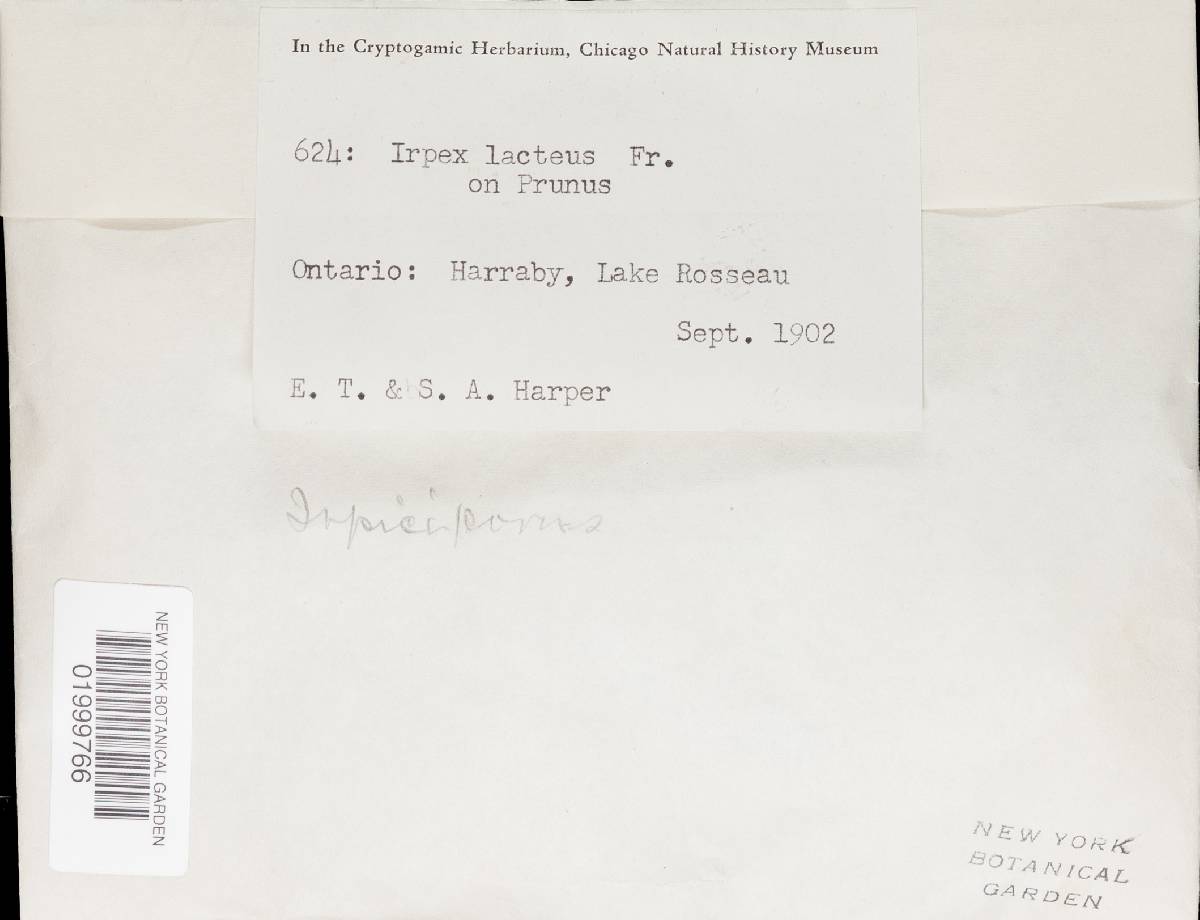 In the Cryptogamic Herbarium, Chicago Natural History Museum
624: Irpex lacteus Fr.
on Prunus
Ontario: Harraby, Lake Rosseau
Sept. 1902
E. T. & S. A. Harper
Irpiciporus
NEW YORK BOTANICAL GARDEN
01999766
NEW YORK
BOTANICAL
GARDEN